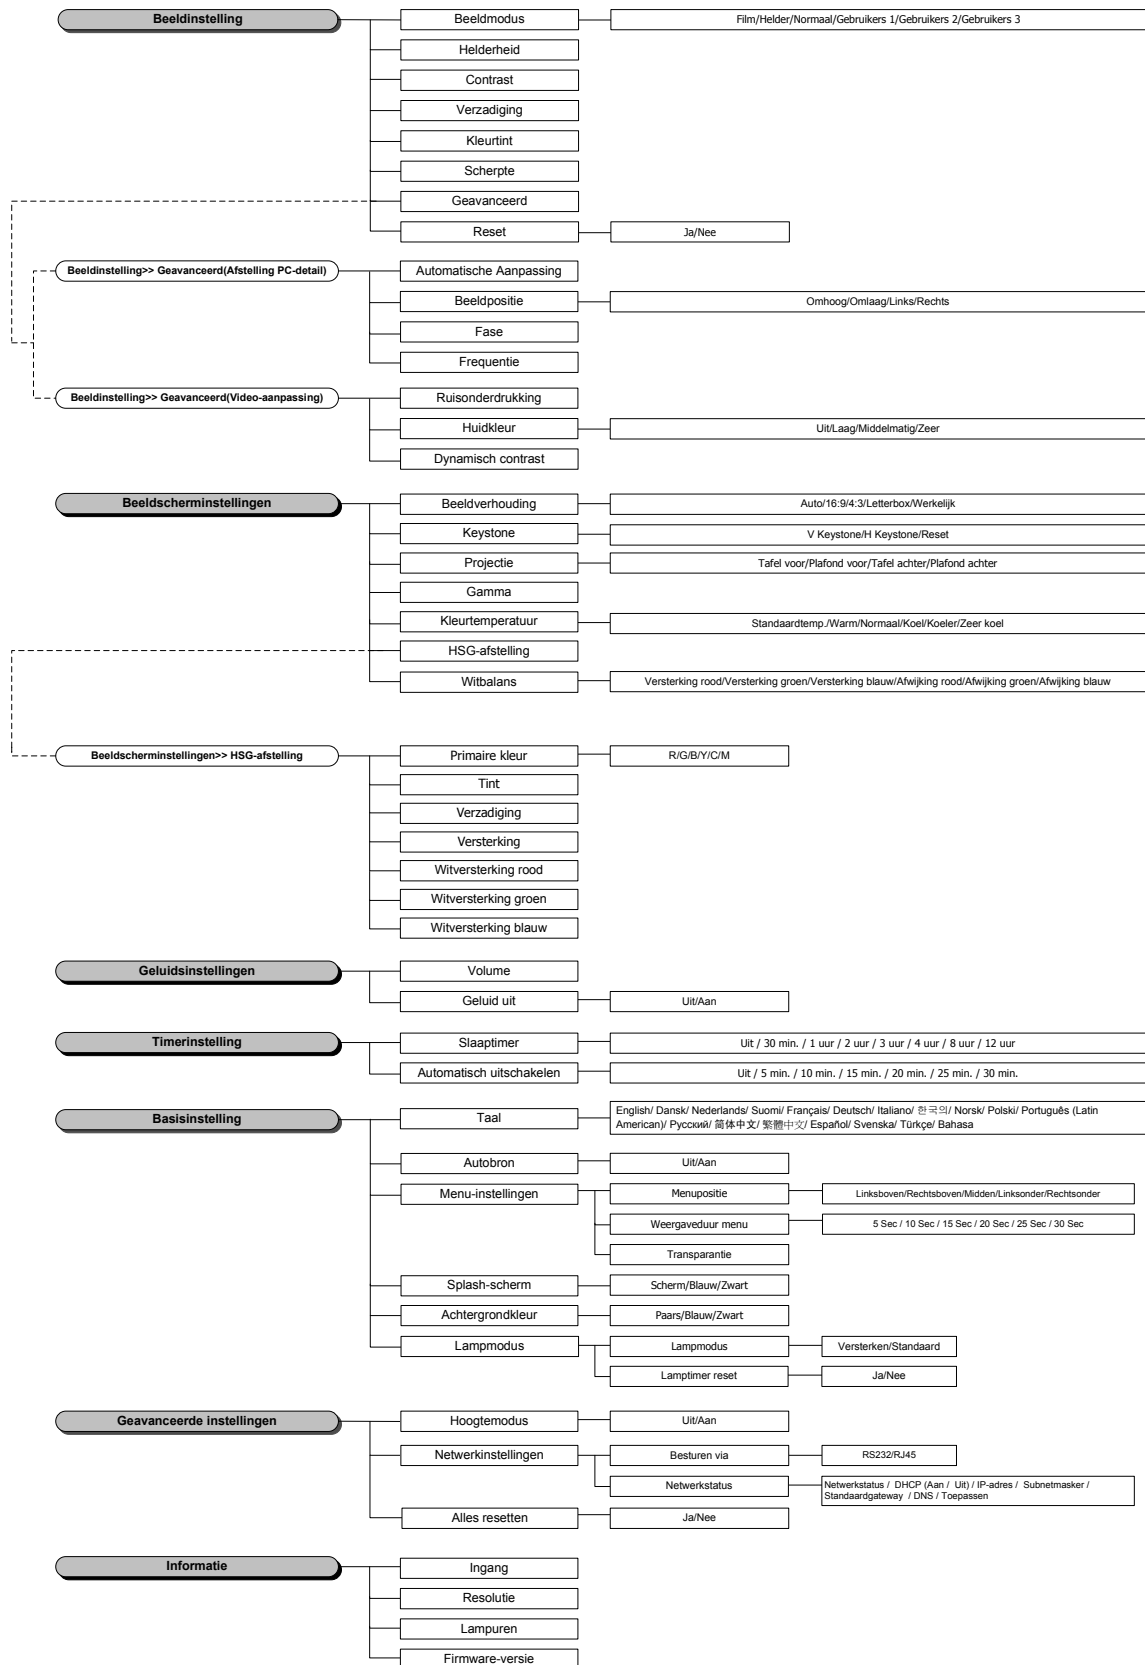 Beeldinstelling
Beeldmodus
Film/Helder/Normaal/Gebruikers 1/Gebruikers 2/Gebruikers 3
Helderheid
Contrast
Verzadiging
Kleurtint
Scherpte
Geavanceerd
Reset
Ja/Nee
Beeldinstelling>> Geavanceerd(Afstelling PC-detail)
Automatische Aanpassing
Beeldpositie
Omhoog/Omlaag/Links/Rechts
Fase
Frequentie
Beeldinstelling>> Geavanceerd(Video-aanpassing)
Ruisonderdrukking
Huidkleur
Uit/Laag/Middelmatig/Zeer
Dynamisch contrast
Beeldscherminstellingen
Beeldverhouding
Auto/16:9/4:3/Letterbox/Werkelijk
Keystone
V Keystone/H Keystone/Reset
Projectie
Tafel voor/Plafond voor/Tafel achter/Plafond achter
Gamma
Kleurtemperatuur
Standaardtemp./Warm/Normaal/Koel/Koeler/Zeer koel
HSG-afstelling
Witbalans
Versterking rood/Versterking groen/Versterking blauw/Afwijking rood/Afwijking groen/Afwijking blauw
Beeldscherminstellingen>> HSG-afstelling
Primaire kleur
R/G/B/Y/C/M
Tint
Verzadiging
Versterking
Witversterking rood
Witversterking groen
Witversterking blauw
Geluidsinstellingen
Volume
Geluid uit
Uit/Aan
Timerinstelling
Slaaptimer
Uit / 30 min. / 1 uur / 2 uur / 3 uur / 4 uur / 8 uur / 12 uur
Automatisch uitschakelen
Uit / 5 min. / 10 min. / 15 min. / 20 min. / 25 min. / 30 min.
Basisinstelling
Taal
English/ Dansk/ Nederlands/ Suomi/ Français/ Deutsch/ Italiano/ 한국의/ Norsk/ Polski/ Português (Latin
American)/ Русский/ 简体中文/ 繁體中文/ Español/ Svenska/ Türkçe/ Bahasa
Autobron
Uit/Aan
Menu-instellingen
Menupositie
Linksboven/Rechtsboven/Midden/Linksonder/Rechtsonder
Weergaveduur menu
5 Sec / 10 Sec / 15 Sec / 20 Sec / 25 Sec / 30 Sec
Transparantie
Splash-scherm
Scherm/Blauw/Zwart
Achtergrondkleur
Paars/Blauw/Zwart
Lampmodus
Lampmodus
Versterken/Standaard
Lamptimer reset
Ja/Nee
Geavanceerde instellingen
Hoogtemodus
Uit/Aan
Netwerkinstellingen
Besturen via
RS232/RJ45
Netwerkstatus
Netwerkstatus / DHCP (Aan / Uit) / IP-adres / Subnetmasker /
Standaardgateway / DNS / Toepassen
Alles resetten
Ja/Nee
Informatie
Ingang
Resolutie
Lampuren
Firmware-versie